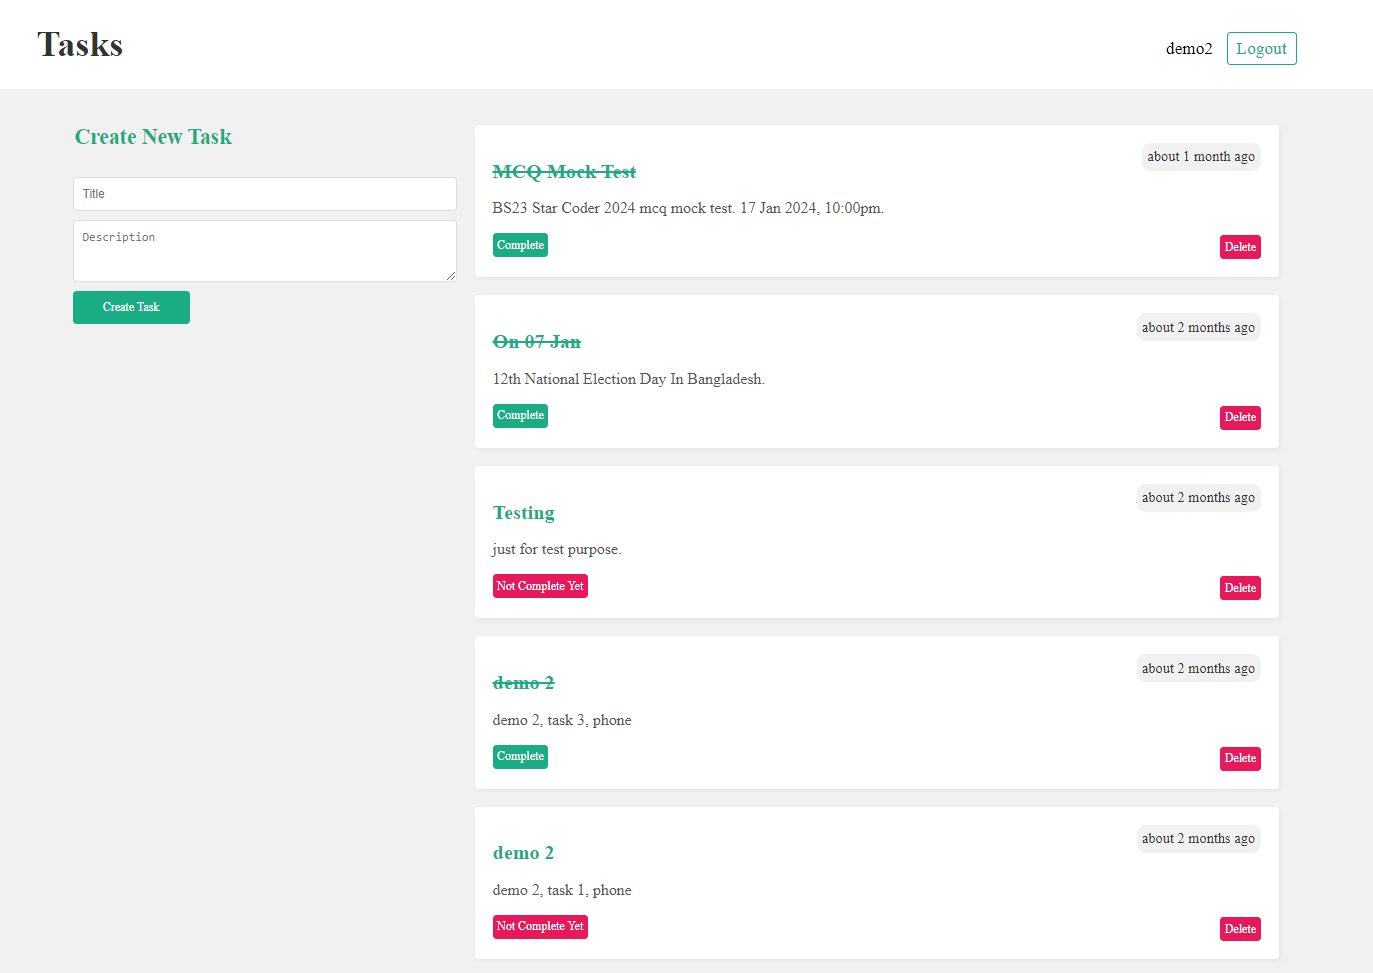 Tasks
demo2
Logout
Create New Task
Title
Description
Create Task
about 1 month ago
MCQ Mock Test
BS23 Star Coder 2024 mcq mock test. 17 Jan 2024, 10:00pm.
Complete
Delete
about 2 months ago
On 07 Jan
12th National Election Day In Bangladesh.
Complete
Delete
about 2 months ago
Testing
just for test purpose.
Not Complete Yet
Delete
about 2 months ago
demo 2
demo 2, task 3, phone
Complete
Delete
about 2 months ago
demo 2
demo 2, task 1, phone
Not Complete Yet
Delete